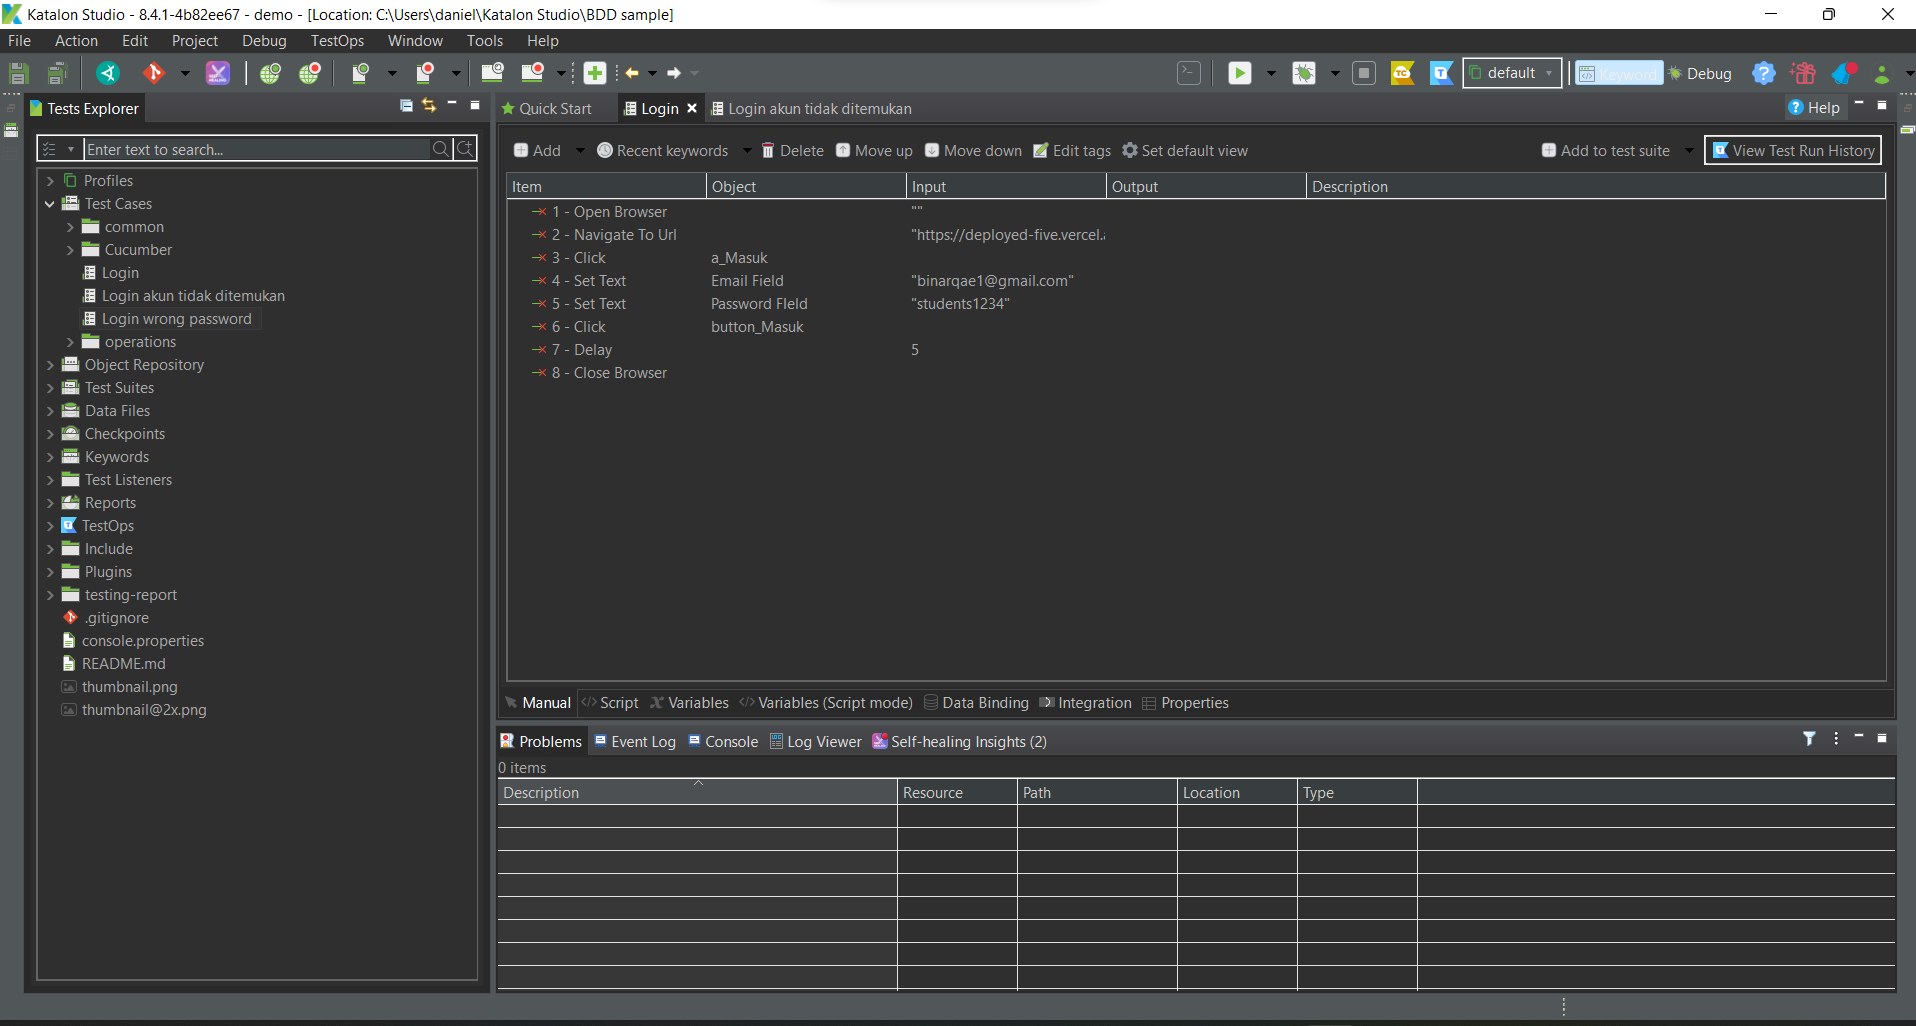 Katalon Studio - 8.4.1-4b82ee67 - demo - [Location: C:\Users\daniel\Katalon Studio\BDD sample]
File Action Edit Project Debug TestOps Window Tools Help
default Keyword Debug
Tests Explorer
Quick Start Login Login akun tidak ditemukan Help
Enter text to search...
Add Recent keywords Delete Move up Move down Edit tags Set default view Add to test suite View Test Run History
Profiles
Test Cases
common
Cucumber
Login
Login akun tidak ditemukan
Login wrong password
operations
Object Repository
Test Suites
Data Files
Checkpoints
Keywords
Test Listeners
Reports
TestOps
Include
Plugins
testing-report
.gitignore
console.properties
README.md
thumbnail.png
thumbnail@2x.png
Item Object Input Output Description
1 - Open Browser ""
2 - Navigate To Url "https://deployed-five.vercel.
3 - Click a_Masuk
4 - Set Text Email Field "binarqae1@gmail.com"
5 - Set Text Password FIeld "students1234"
6 - Click button_Masuk
7 - Delay 5
8 - Close Browser
Manual Script Variables Variables (Script mode) Data Binding Integration Properties
Problems Event Log Console Log Viewer Self-healing Insights (2)
0 items
Description Resource Path Location Type